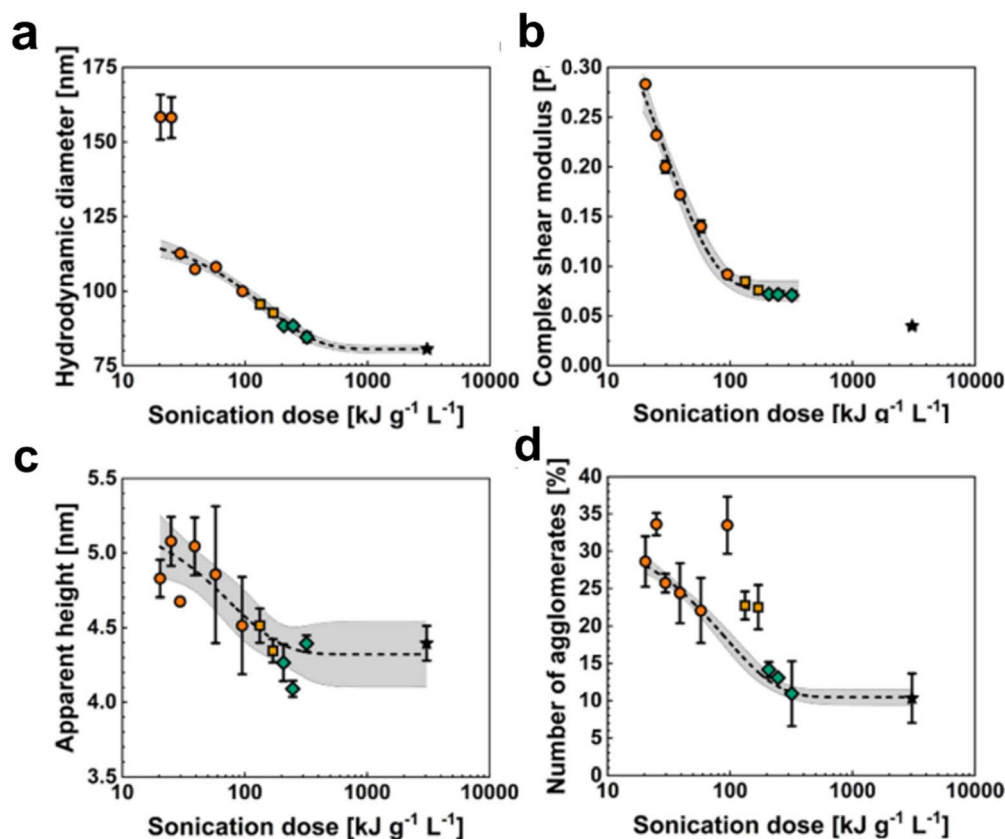 a
175
150
125
100
75
10 100 1000 10000
Hydrodynamic diameter [nm]
Sonication dose [kJ g⁻¹ L⁻¹]
b
0.30
0.25
0.20
0.15
0.10
0.05
0.00
10 100 1000 10000
Complex shear modulus [P
Sonication dose [kJ g⁻¹ L⁻¹]
c
5.5
5.0
4.5
4.0
3.5
10 100 1000 10000
Apparent height [nm]
Sonication dose [kJ g⁻¹ L⁻¹]
d
40
35
30
25
20
15
10
5
0
10 100 1000 10000
Number of agglomerates [%]
Sonication dose [kJ g⁻¹ L⁻¹]